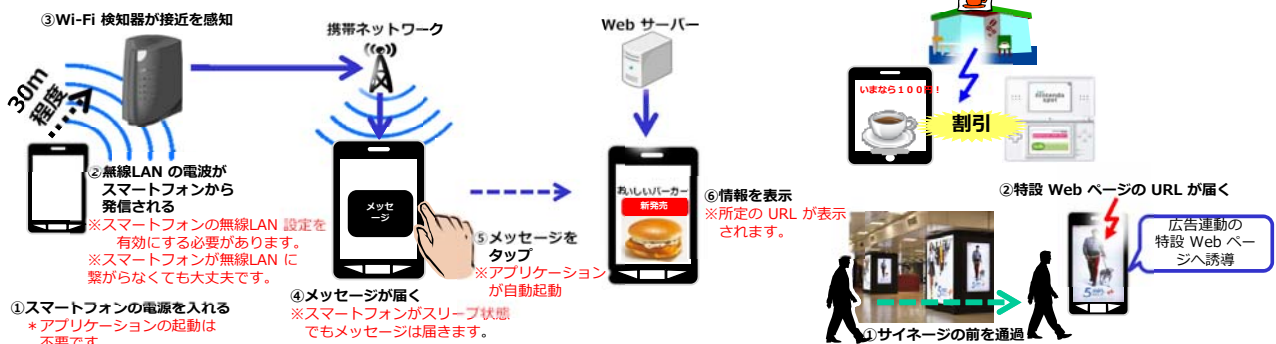 ③Wi-Fi 検知器が接近を感知
携帯ネットワーク
Web サーバー
30m
程度
いまなら100円!
割引
②無線LAN の電波が
スマートフォンから
発信される
※スマートフォンの無線LAN 設定を
有効にする必要があります。
※スマートフォンが無線LAN に
繋がらなくても大丈夫です。
メッセ
ージ
おいしいバーガー
新発売
⑥情報を表示
※所定の URL が表示
されます。
②特設 Web ページの URL が届く
広告連動の
特設 Web ペー
ジへ誘導
⑤メッセージを
タップ
※アプリケーション
が自動起動
①スマートフォンの電源を入れる
*アプリケーションの起動は
不要です
④メッセージが届く
※スマートフォンがスリープ状態
でもメッセージは届きます。
①サイネージの前を通過